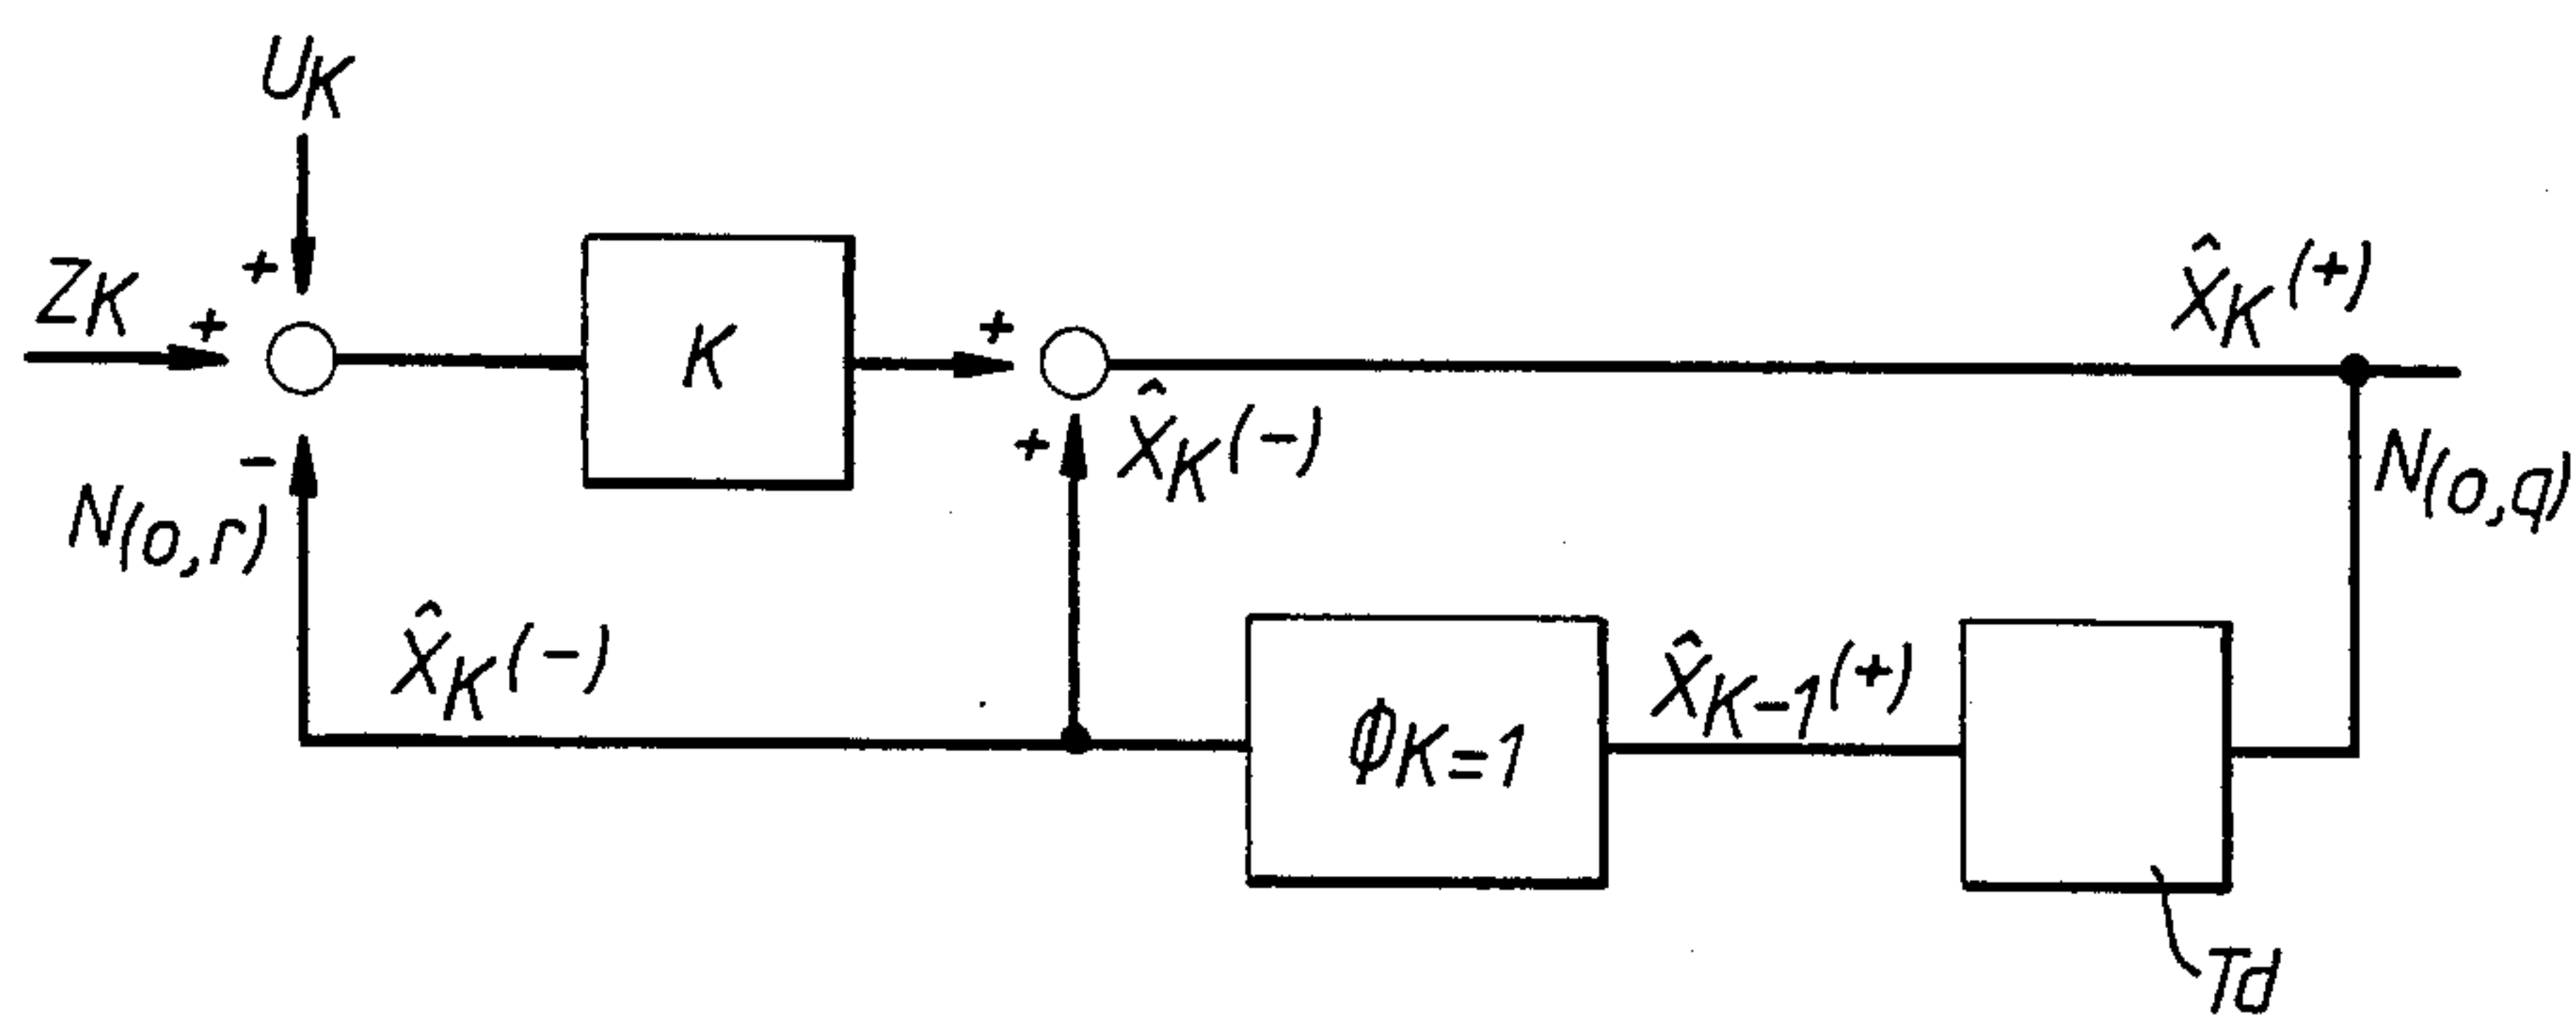 UK
+
ZK
+
K
+
x̂K(+)
+
x̂K(-)
-
N(o,r)
N(o,q)
x̂K(-)
ΦK=1
x̂K-1(+)
Td